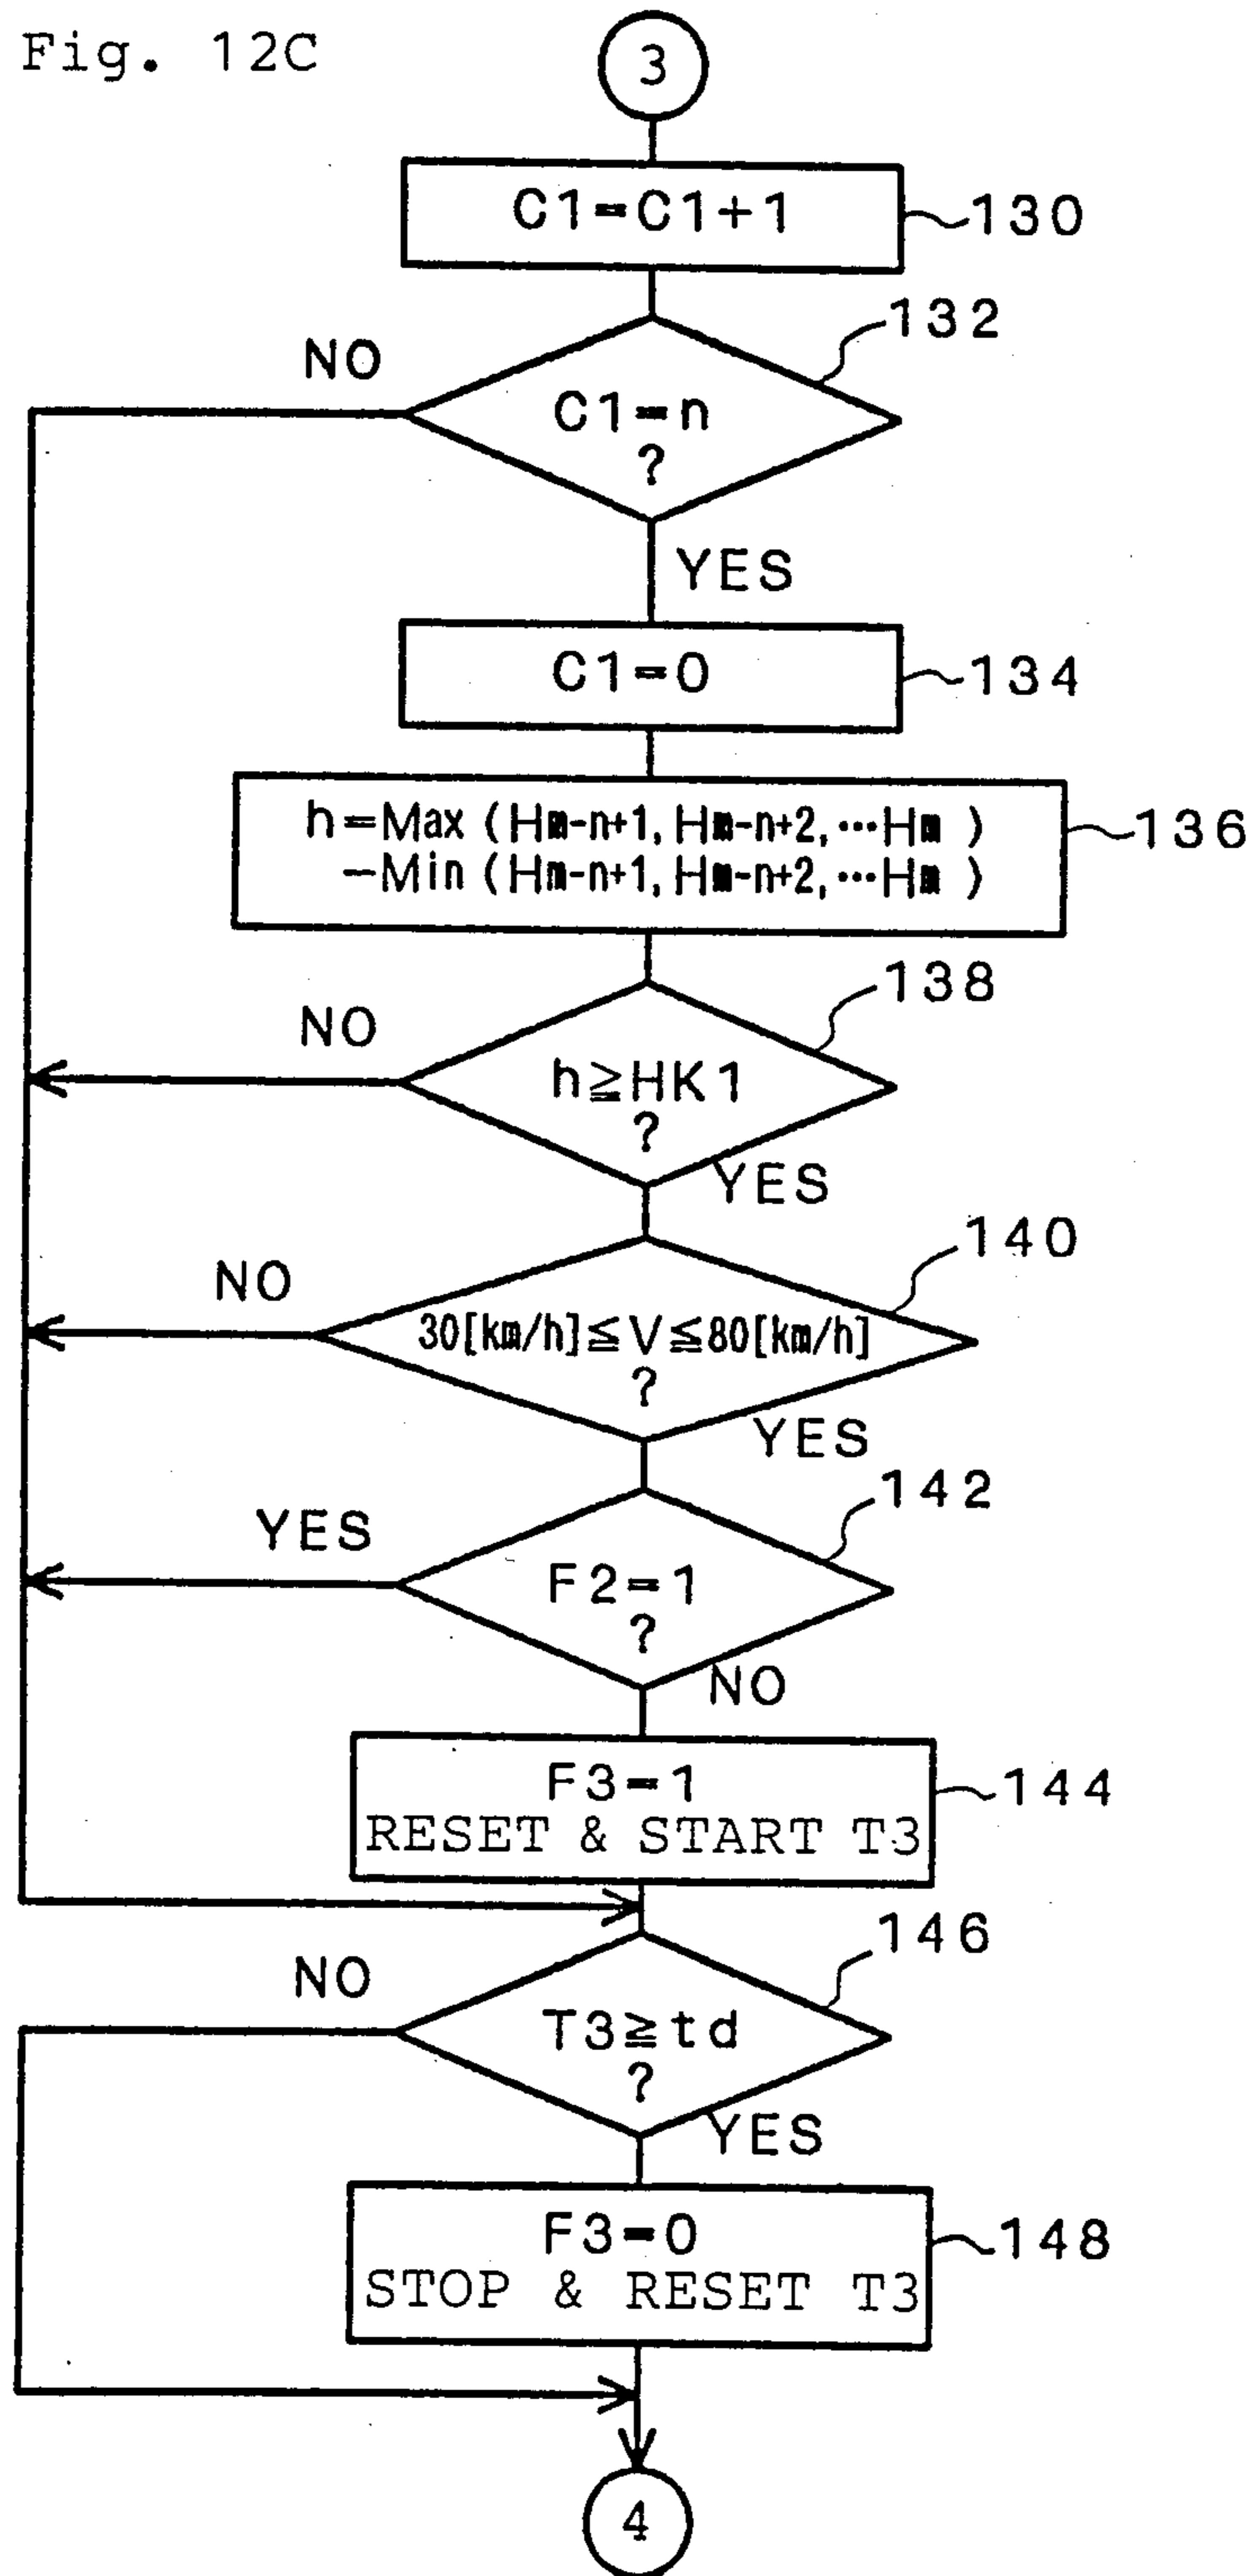 Fig. 12C
3
C1=C1+1
130
132
NO
C1=n
?
YES
C1=0
134
h=Max (Hm-n+1, Hm-n+2, ···Hm )
−Min (Hm-n+1, Hm-n+2, ···Hm )
136
138
NO
h≧HK1
?
YES
140
NO
30[km/h]≦V≦80[km/h]
?
YES
142
YES
F2=1
?
NO
F3=1
RESET & START T3
144
146
NO
T3≧td
?
YES
F3=0
STOP & RESET T3
148
4